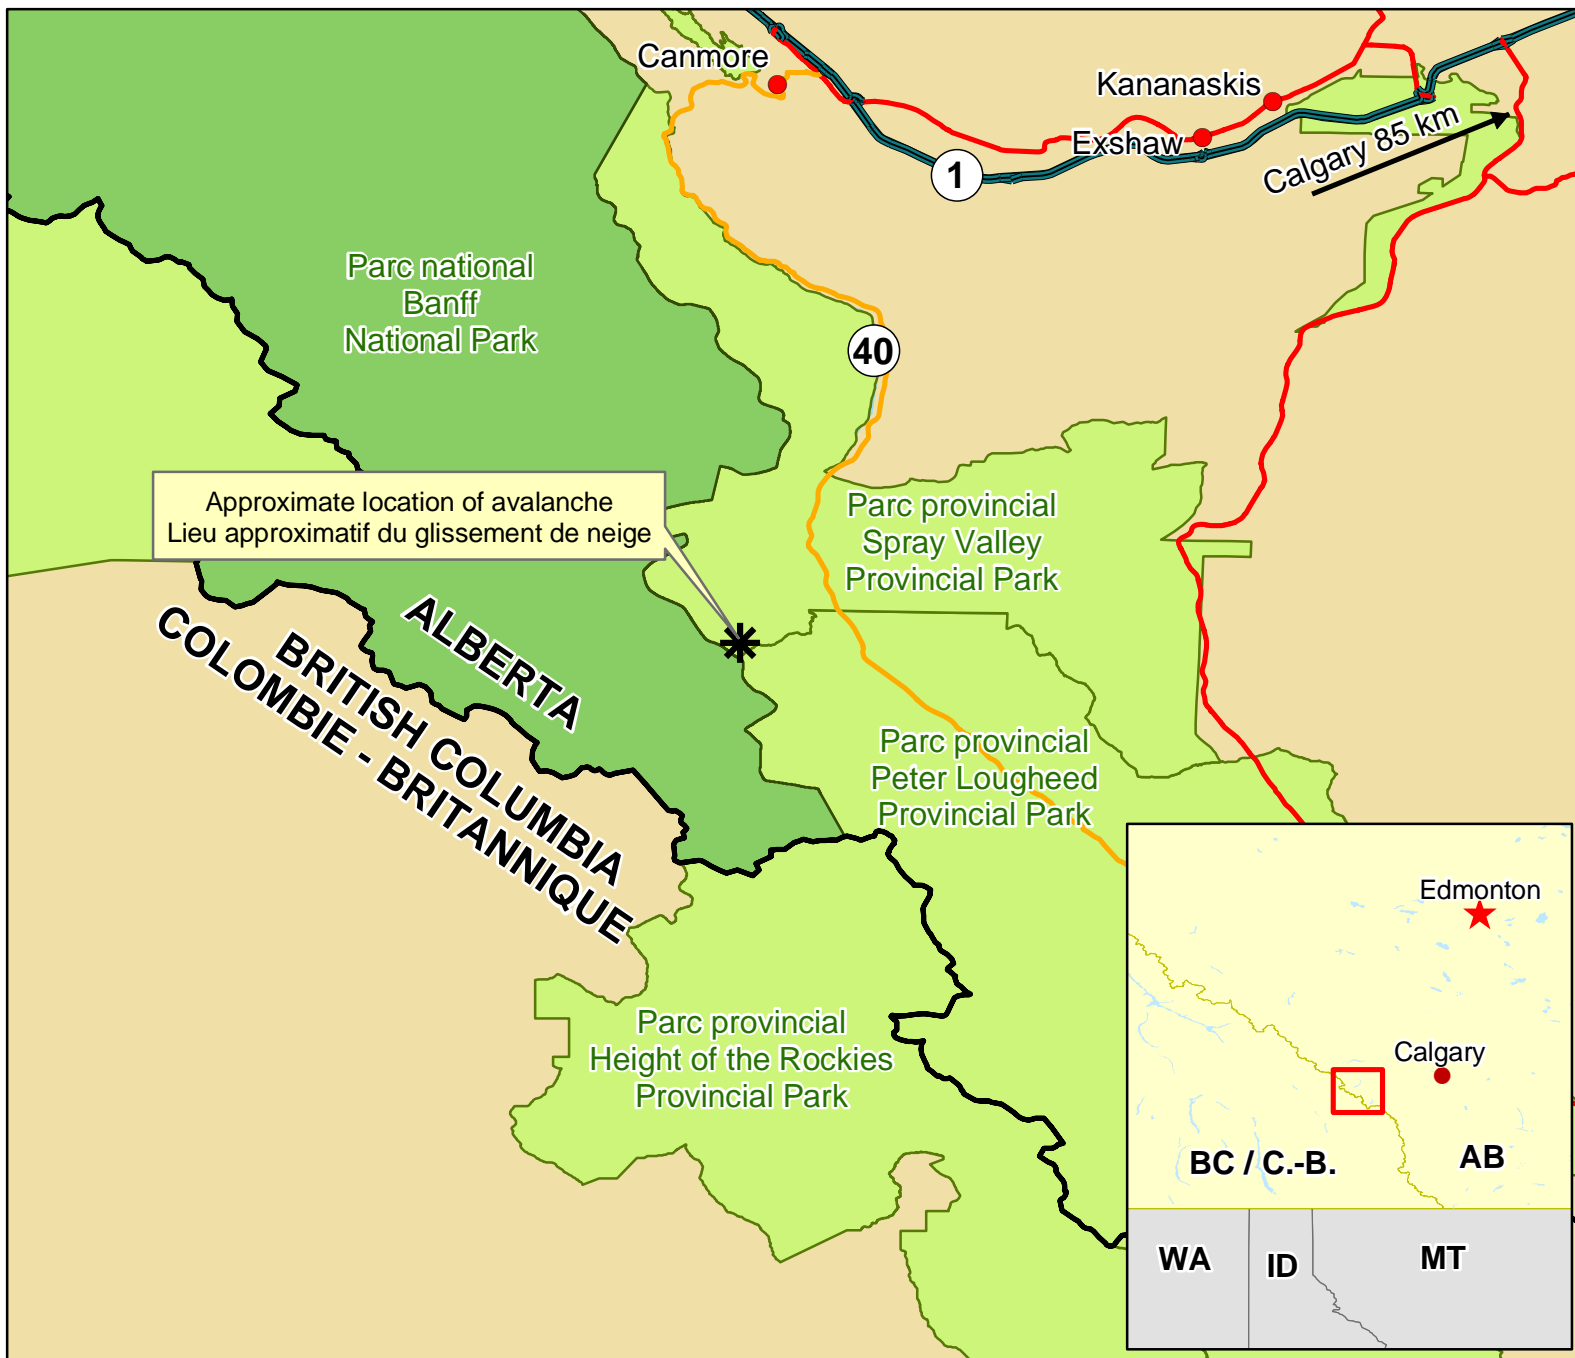 Canmore
Kananaskis
Exshaw
Calgary 85 km
1
Parc national
Banff
National Park
40
Approximate location of avalanche
Lieu approximatif du glissement de neige
Parc provincial
Spray Valley
Provincial Park
ALBERTA
BRITISH COLUMBIA
COLOMBIE - BRITANNIQUE
Parc provincial
Peter Lougheed
Provincial Park
Parc provincial
Height of the Rockies
Provincial Park
Edmonton
Calgary
BC / C.-B.
AB
WA
ID
MT